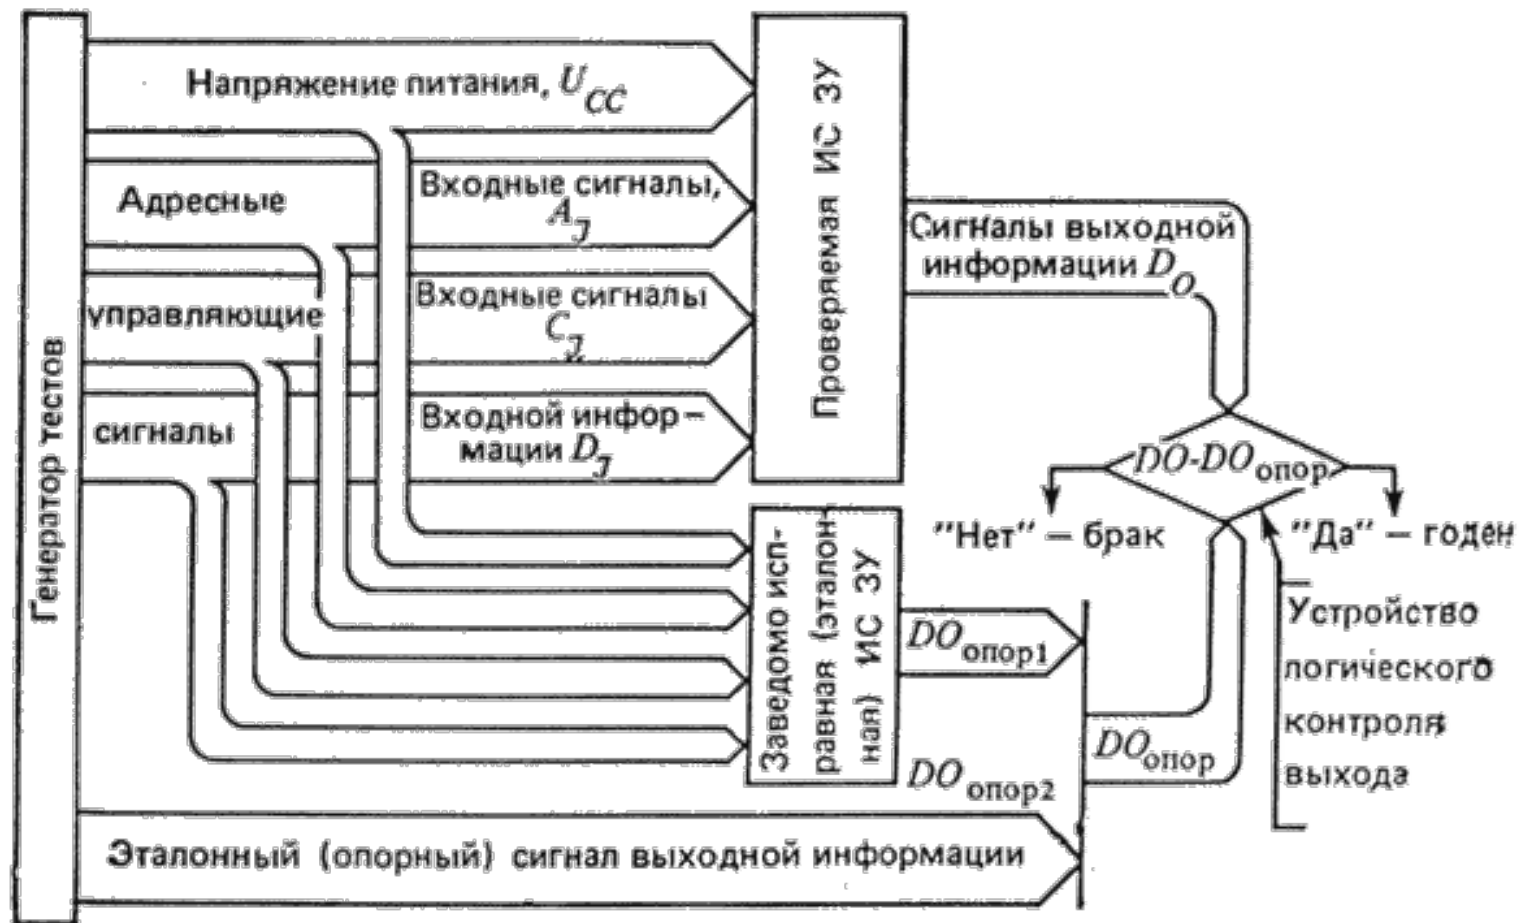 Генератор тестов
Напряжение питания, U_CC
Адресные
Входные сигналы,
A_J
управляющие
Входные сигналы
C_J
сигналы
Входной инфор-
мации D_J
Проверяемая ИС ЗУ
Сигналы выходной
информации D_O
DO-DO_опор
"Нет" — брак
"Да" — годен
Устройство
логического
контроля
выхода
Заведомо исп-
равная (эталон-
ная) ИС ЗУ
DO_опор1
DO_опор
DO_опор2
Эталонный (опорный) сигнал выходной информации